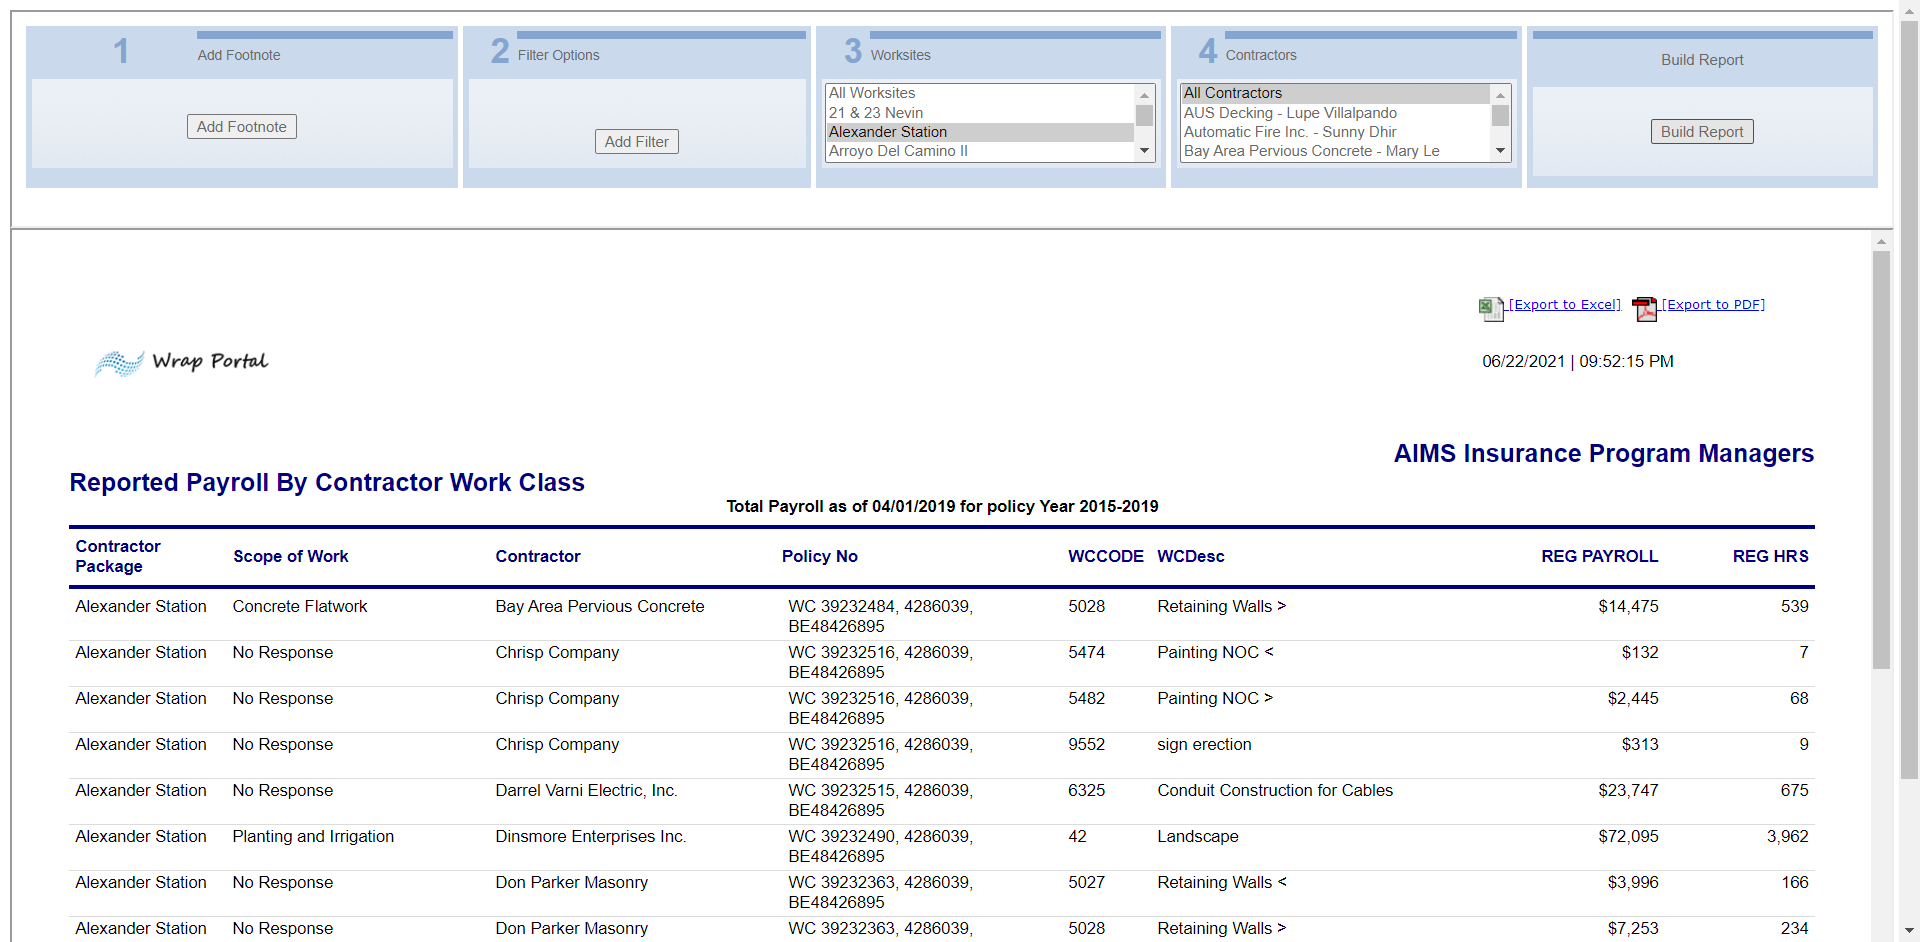 1 Add Footnote
Add Footnote
2 Filter Options
Add Filter
3 Worksites
All Worksites
21 & 23 Nevin
Alexander Station
Arroyo Del Camino II
4 Contractors
All Contractors
AUS Decking - Lupe Villalpando
Automatic Fire Inc. - Sunny Dhir
Bay Area Pervious Concrete - Mary Le
Build Report
Build Report
[Export to Excel] [Export to PDF]
Wrap Portal
06/22/2021 | 09:52:15 PM
AIMS Insurance Program Managers
Reported Payroll By Contractor Work Class
Total Payroll as of 04/01/2019 for policy Year 2015-2019
Contractor Package Scope of Work Contractor Policy No WCCODE WCDesc REG PAYROLL REG HRS
Alexander Station Concrete Flatwork Bay Area Pervious Concrete WC 39232484, 4286039, 5028 Retaining Walls > $14,475 539
BE48426895
Alexander Station No Response Chrisp Company WC 39232516, 4286039, 5474 Painting NOC < $132 7
BE48426895
Alexander Station No Response Chrisp Company WC 39232516, 4286039, 5482 Painting NOC > $2,445 68
BE48426895
Alexander Station No Response Chrisp Company WC 39232516, 4286039, 9552 sign erection $313 9
BE48426895
Alexander Station No Response Darrel Varni Electric, Inc. WC 39232515, 4286039, 6325 Conduit Construction for Cables $23,747 675
BE48426895
Alexander Station Planting and Irrigation Dinsmore Enterprises Inc. WC 39232490, 4286039, 42 Landscape $72,095 3,962
BE48426895
Alexander Station No Response Don Parker Masonry WC 39232363, 4286039, 5027 Retaining Walls < $3,996 166
BE48426895
Alexander Station No Response Don Parker Masonry WC 39232363, 4286039, 5028 Retaining Walls > $7,253 234